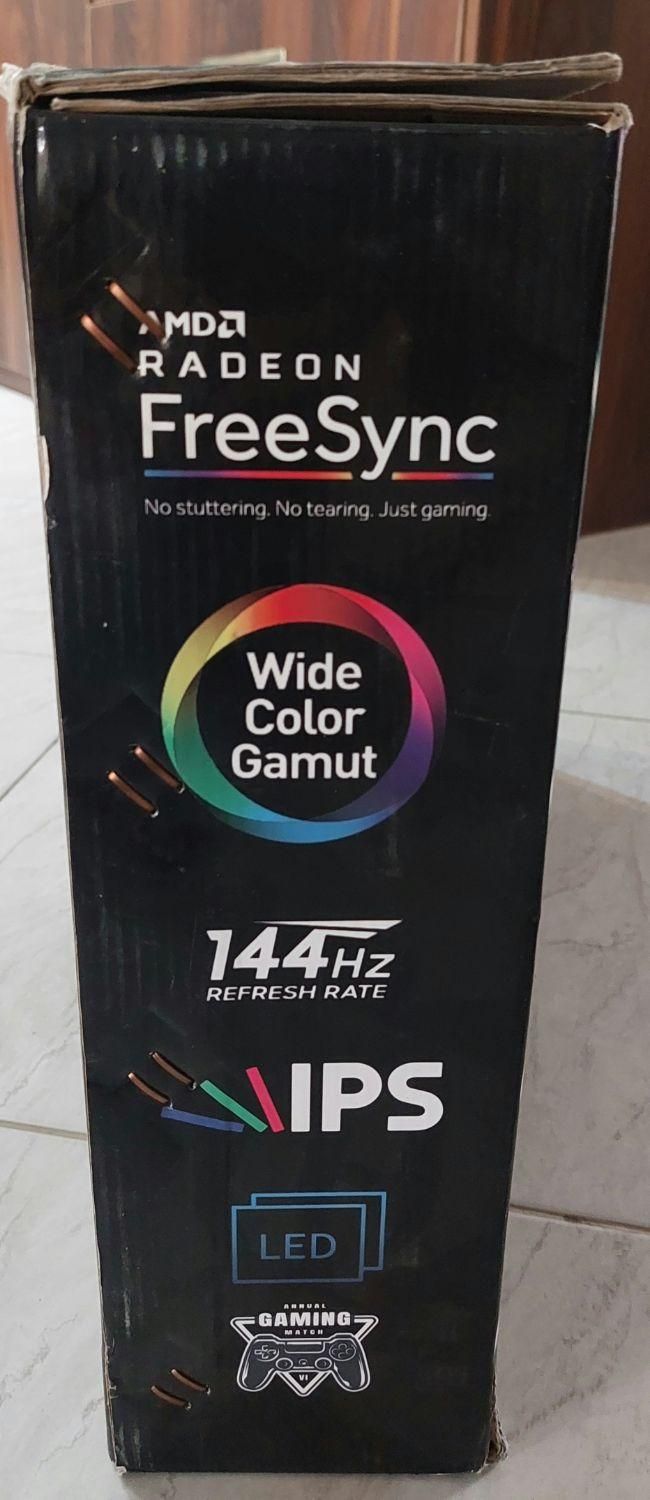 AMD
RADEON
FreeSync
No stuttering. No tearing. Just gaming.
Wide
Color
Gamut
144Hz
REFRESH RATE
IPS
LED
ANNUAL
GAMING
MATCH
VI